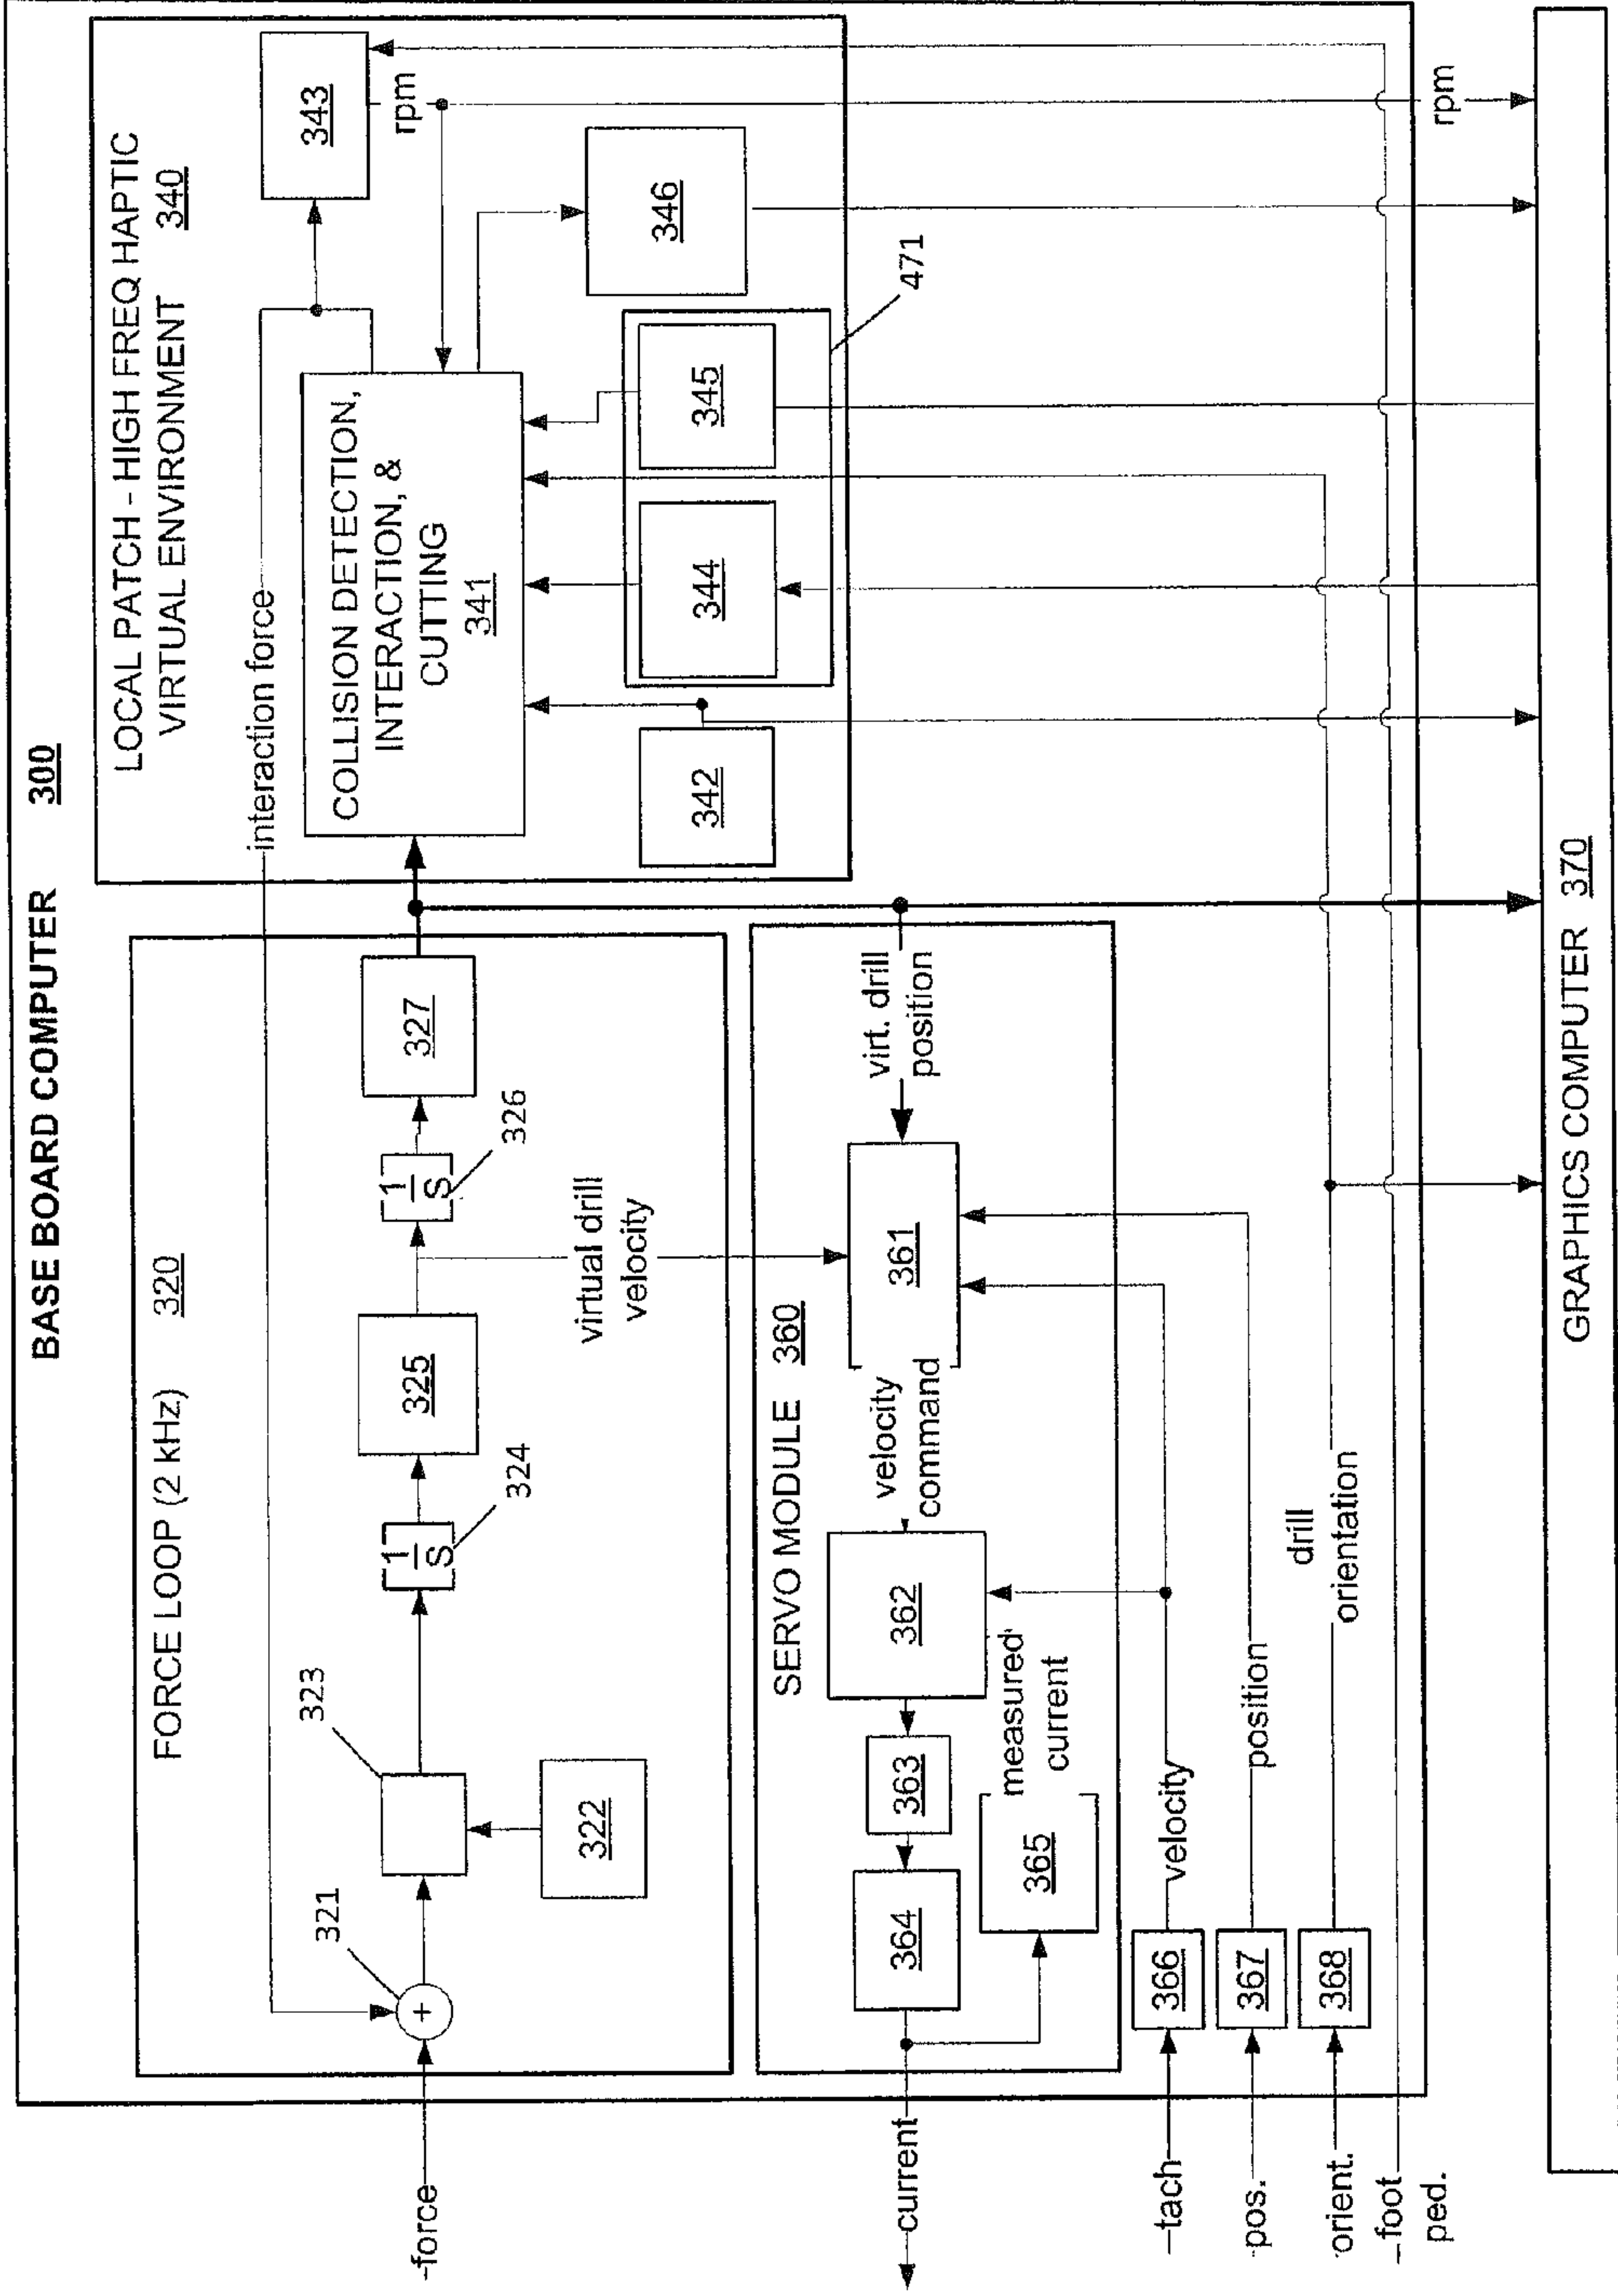 BASE BOARD COMPUTER 300
FORCE LOOP (2 kHz) 320
321
323
322
1
S
324
325
1
S
326
327
virtual drill
velocity
interaction force
LOCAL PATCH - HIGH FREQ HAPTIC
VIRTUAL ENVIRONMENT 340
COLLISION DETECTION,
INTERACTION, &
CUTTING
341
343
rpm
342
344
345
346
471
SERVO MODULE 360
364
363
362
velocity
command
361
virt. drill
position
365
measured
current
366
velocity
367
position
368
drill
orientation
rpm
force
+
current
tach
pos.
orient.
foot
ped.
GRAPHICS COMPUTER 370